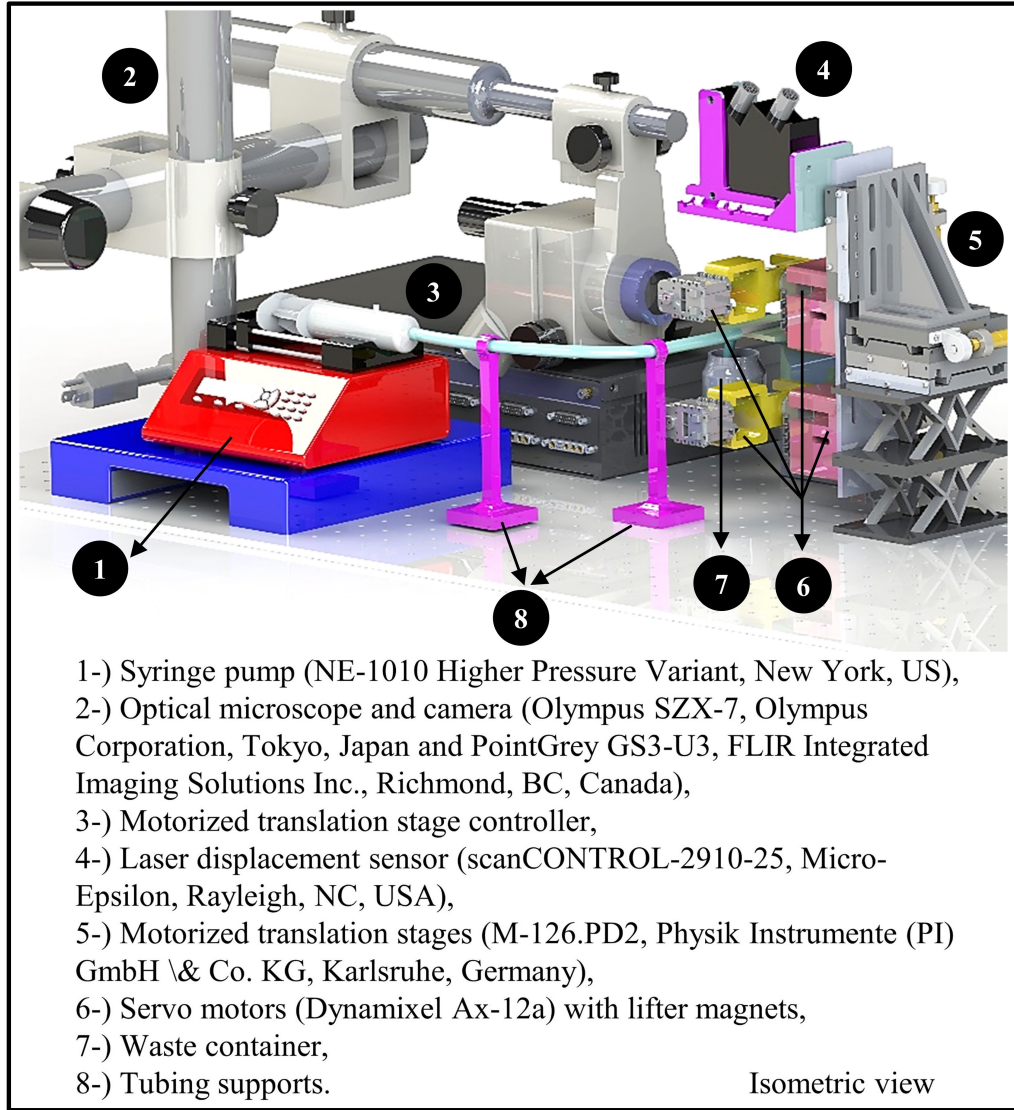 2
4
5
3
1
8
7
6
1-) Syringe pump (NE-1010 Higher Pressure Variant, New York, US),
2-) Optical microscope and camera (Olympus SZX-7, Olympus
Corporation, Tokyo, Japan and PointGrey GS3-U3, FLIR Integrated
Imaging Solutions Inc., Richmond, BC, Canada),
3-) Motorized translation stage controller,
4-) Laser displacement sensor (scanCONTROL-2910-25, Micro-
Epsilon, Rayleigh, NC, USA),
5-) Motorized translation stages (M-126.PD2, Physik Instrumente (PI)
GmbH \& Co. KG, Karlsruhe, Germany),
6-) Servo motors (Dynamixel Ax-12a) with lifter magnets,
7-) Waste container,
8-) Tubing supports. Isometric view